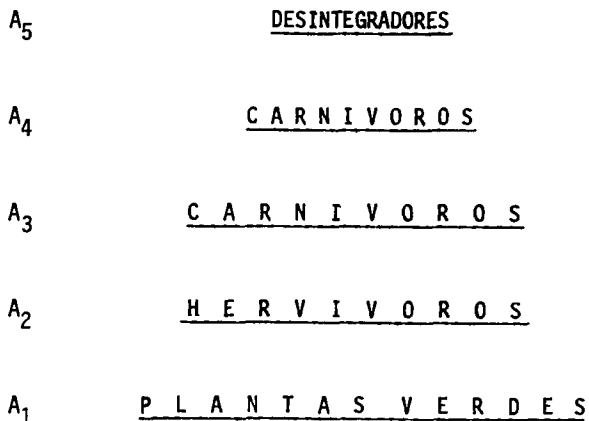 A5 DESINTEGRADORES
A4 CARNIVOROS
A3 CARNIVOROS
A2 HERVIVOROS
A1 PLANTAS VERDES